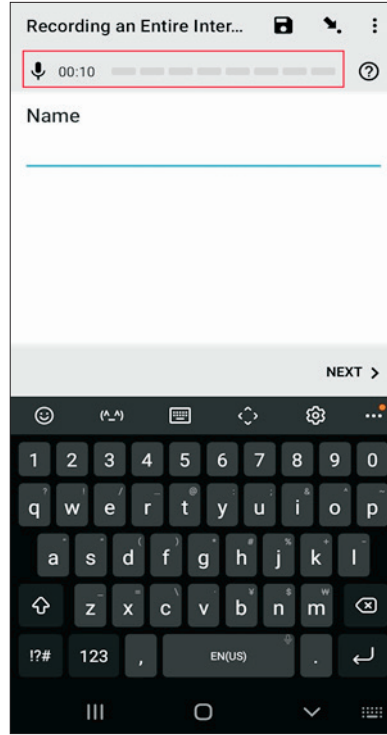 Recording an Entire Inter...
00:10
Name
NEXT >
(^_^)
1 2 3 4 5 6 7 8 9 0
q w e r t y u i o p
a s d f g h j k l
z x c v b n m
!?# 123 , EN(US) .